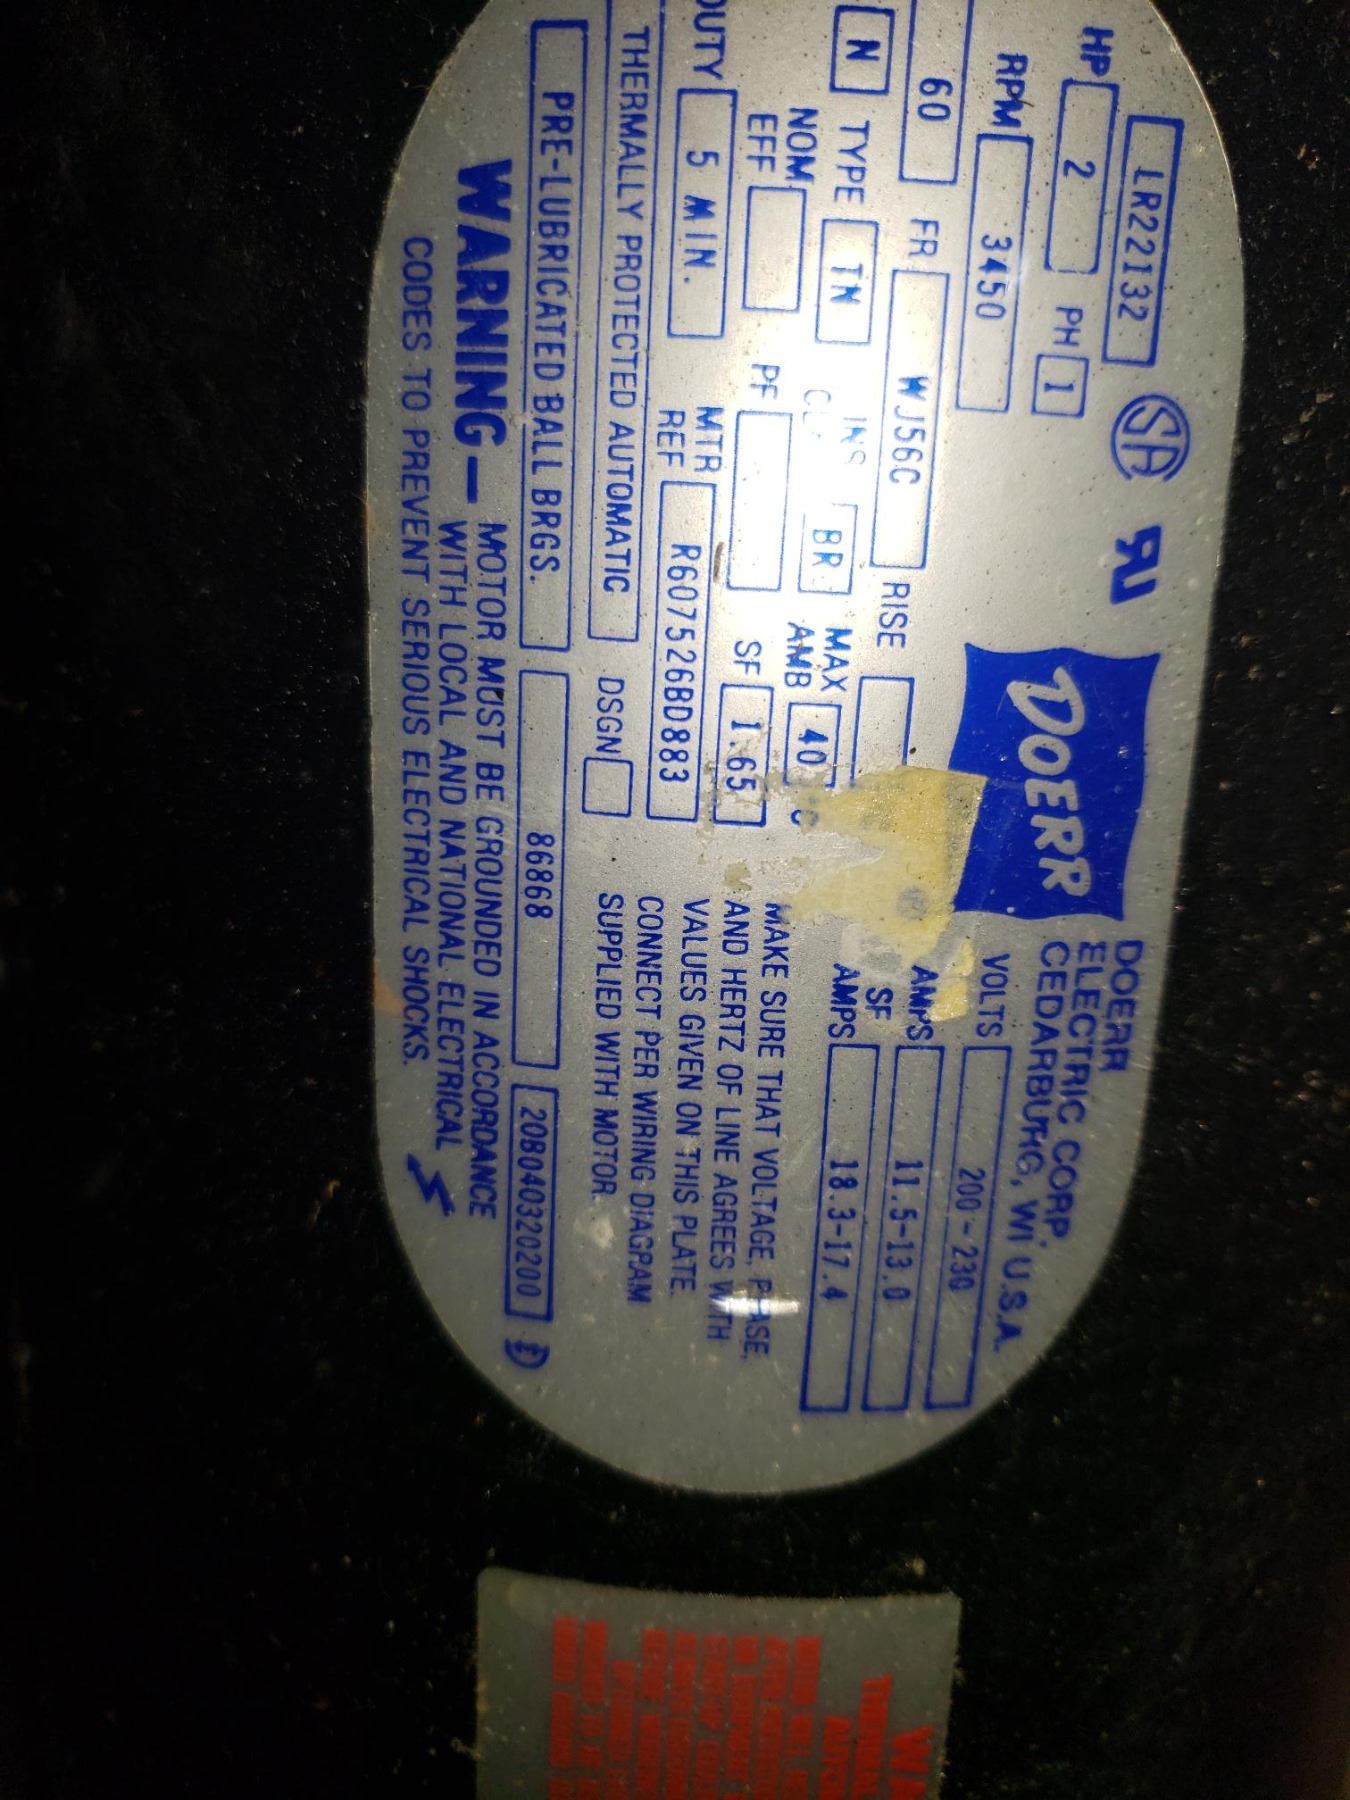 LR22132 SA
HP 2 PH 1
RPM 3450
60 FR WJ56C RISE
N TYPE TN INS BR MAX AMB 40 °C
NOM. EFF PF SF 1.65
DUTY 5 MIN. MTR REF R607526BD883
THERMALLY PROTECTED AUTOMATIC DSGN
PRE-LUBRICATED BALL BRGS. 86868 20B04032O200
DOERR
DOERR
ELECTRIC CORP.
CEDARBURG, WI U.S.A.
VOLTS 200-230
AMPS 11.5-13.0
SF AMPS 18.3-17.4
MAKE SURE THAT VOLTAGE, PHASE,
AND HERTZ OF LINE AGREES WITH
VALUES GIVEN ON THIS PLATE.
CONNECT PER WIRING DIAGRAM
SUPPLIED WITH MOTOR.
WARNING— MOTOR MUST BE GROUNDED IN ACCORDANCE
WITH LOCAL AND NATIONAL ELECTRICAL
CODES TO PREVENT SERIOUS ELECTRICAL SHOCKS.